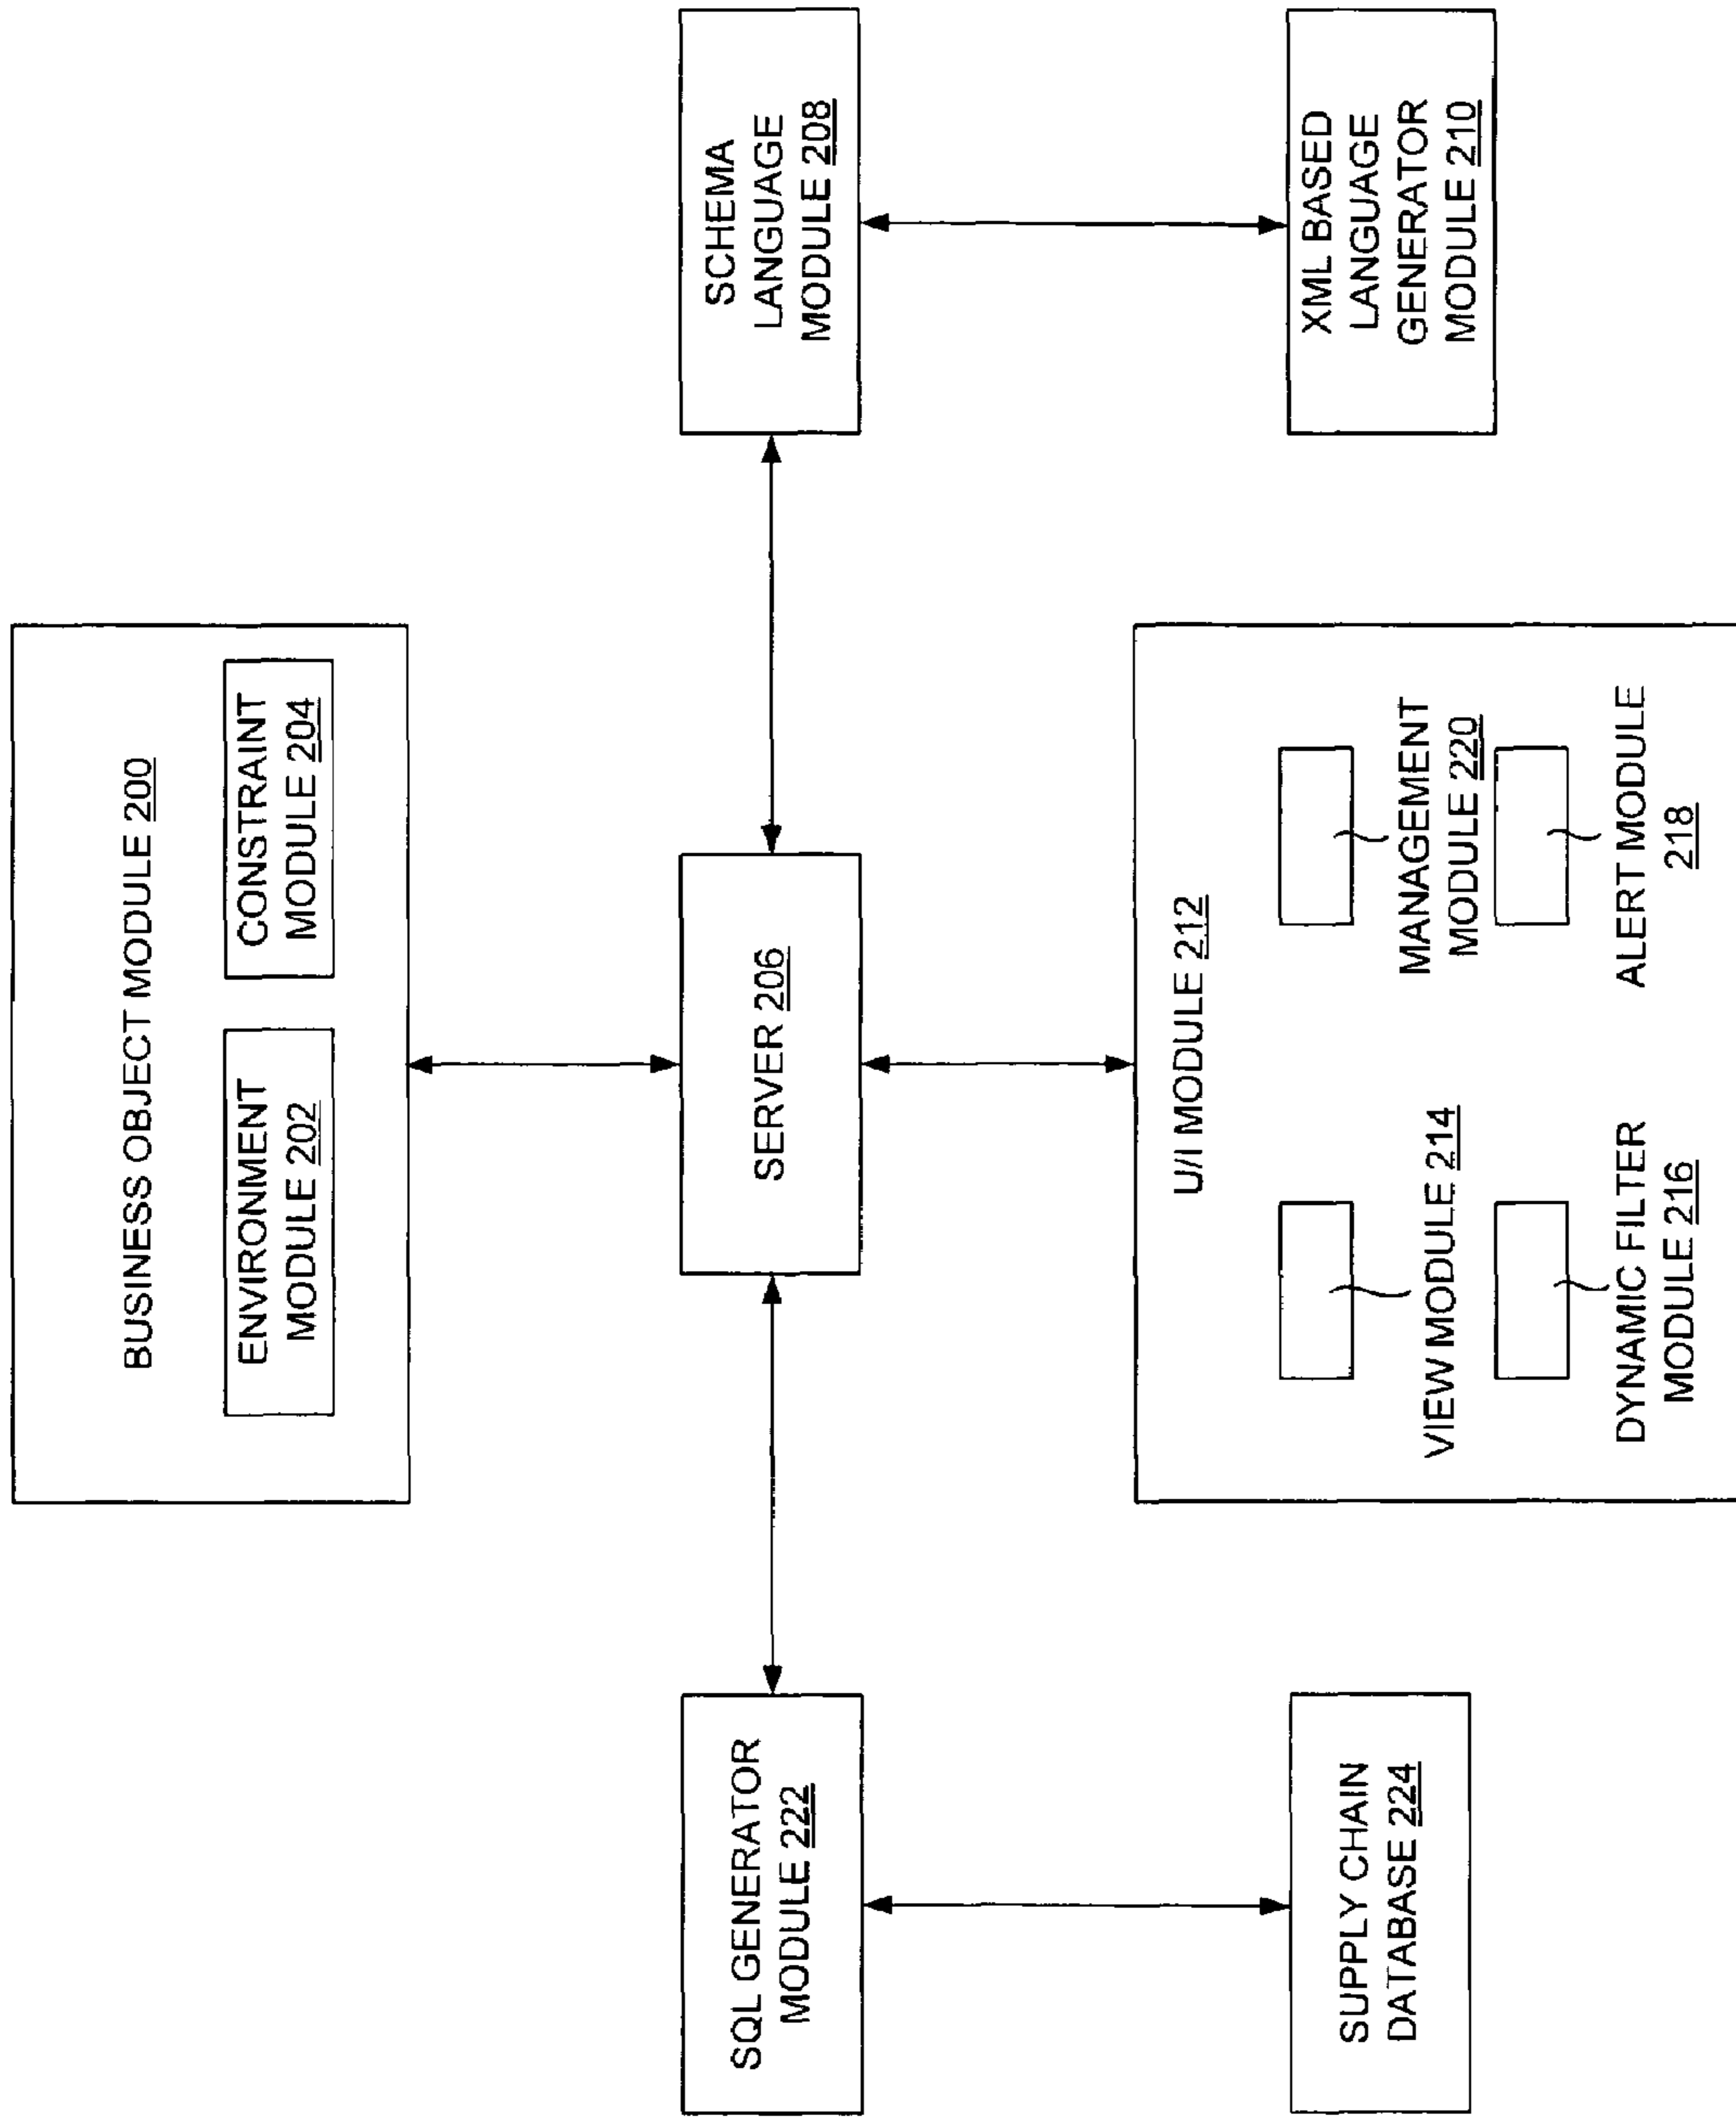 BUSINESS OBJECT MODULE 200
ENVIRONMENT
MODULE 202
CONSTRAINT
MODULE 204
SQL GENERATOR
MODULE 222
SERVER 206
SCHEMA
LANGUAGE
MODULE 208
SUPPLY CHAIN
DATABASE 224
U/I MODULE 212
VIEW MODULE 214
MANAGEMENT
MODULE 220
DYNAMIC FILTER
MODULE 216
ALERT MODULE
218
XML BASED
LANGUAGE
GENERATOR
MODULE 210